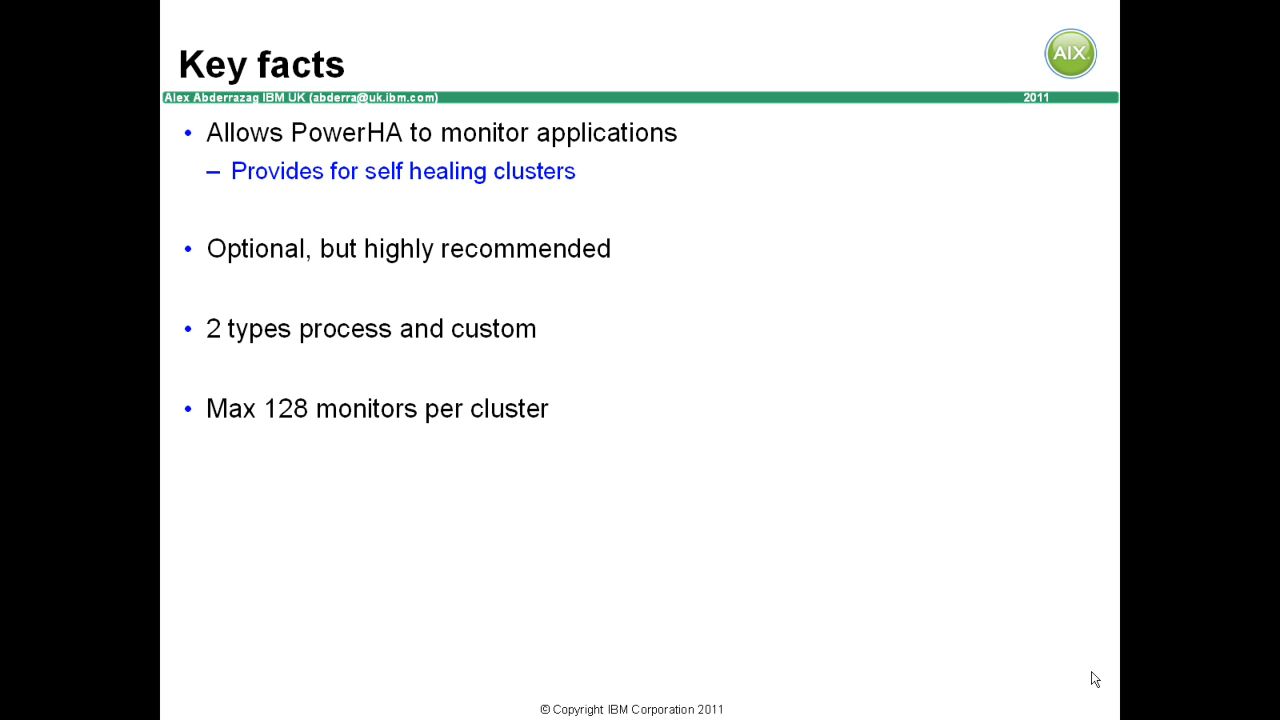 Key facts
AIX
Alex Abderrazag IBM UK (abderra@uk.ibm.com) 2011
• Allows PowerHA to monitor applications
– Provides for self healing clusters
• Optional, but highly recommended
• 2 types process and custom
• Max 128 monitors per cluster
© Copyright IBM Corporation 2011